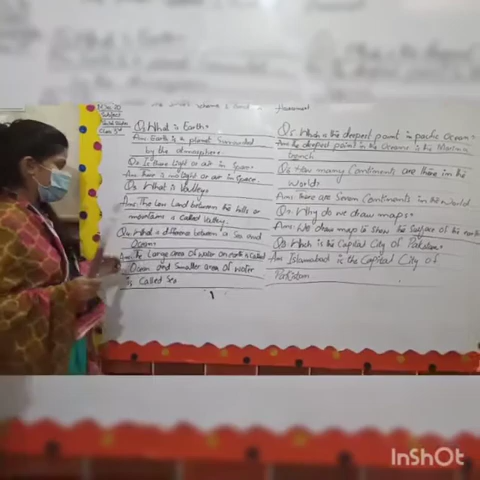 Subject
Class 5th
Homework
Q: What is Earth?
Ans: Earth is a planet surrounded
by the atmosphere
Q: Is there light or air in space?
Ans: there is no light or air in space.
Q: What is Valley?
Ans: The low Land between the hills or
mountains is called Valley.
Q: What is difference between a Sea and
Ocean?
Ans: The Large area of water on earth is called
Ocean and smaller area of water
is called Sea
Q: Which is the deepest point in pacific Ocean?
Ans: the deepest point in the Oceans is the Mariana
trench
Q: How many Continents are there in the
World?
Ans: there are Seven Continents in the World.
Q: Why do we draw maps?
Ans: We draw maps to show the Surface of the earth
Q: Which is the Capital City of Pakistan?
Ans: Islamabad is the Capital City of
Pakistan
InShOt